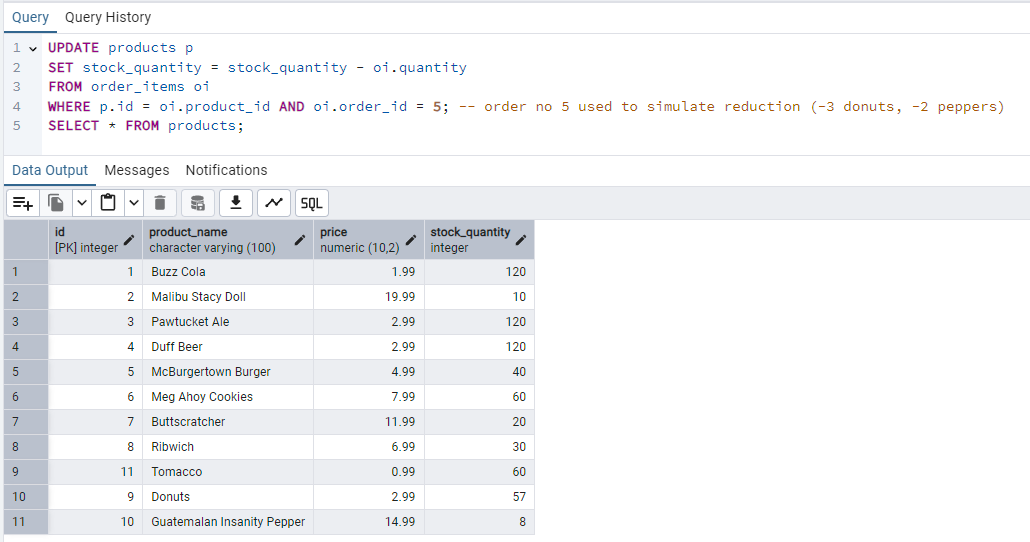 Query Query History
1 UPDATE products p
2 SET stock_quantity = stock_quantity - oi.quantity
3 FROM order_items oi
4 WHERE p.id = oi.product_id AND oi.order_id = 5; -- order no 5 used to simulate reduction (-3 donuts, -2 peppers)
5 SELECT * FROM products;
Data Output Messages Notifications
SQL
id product_name price stock_quantity
[PK] integer character varying (100) numeric (10,2) integer
1 1 Buzz Cola 1.99 120
2 2 Malibu Stacy Doll 19.99 10
3 3 Pawtucket Ale 2.99 120
4 4 Duff Beer 2.99 120
5 5 McBurgertown Burger 4.99 40
6 6 Meg Ahoy Cookies 7.99 60
7 7 Buttscratcher 11.99 20
8 8 Ribwich 6.99 30
9 11 Tomacco 0.99 60
10 9 Donuts 2.99 57
11 10 Guatemalan Insanity Pepper 14.99 8